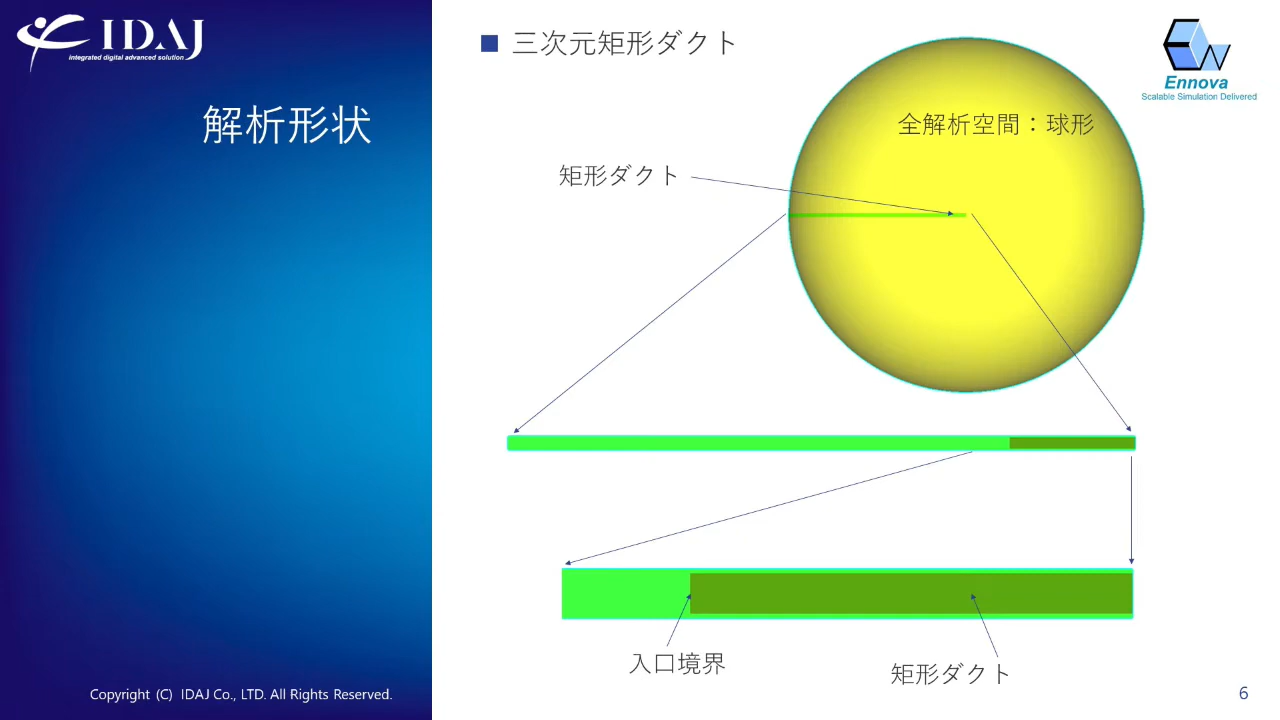 IDAJ
integrated digital advanced solution
解析形状
三次元矩形ダクト
Ennova
Scalable Simulation Delivered
全解析空間：球形
矩形ダクト
入口境界
矩形ダクト
Copyright (C) IDAJ Co., LTD. All Rights Reserved.
6